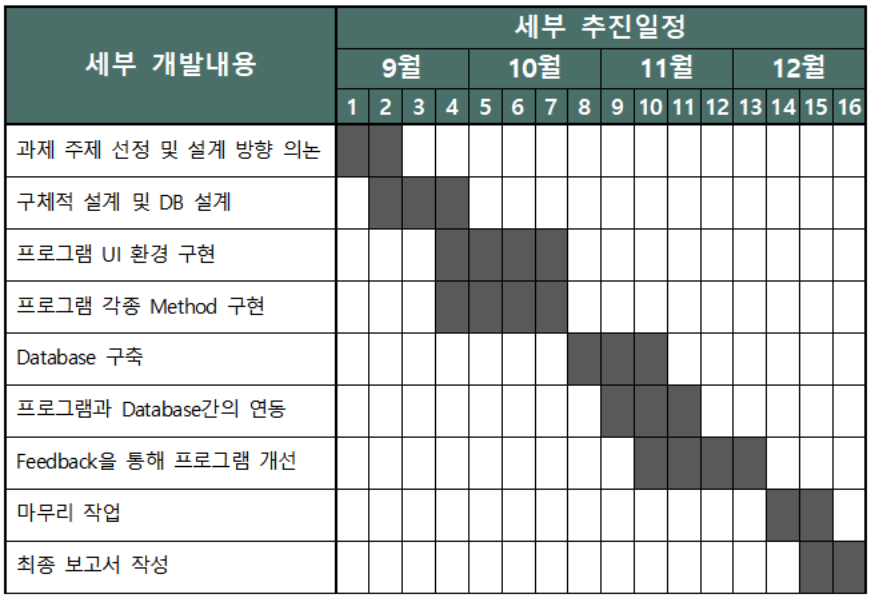 세부 개발내용
세부 추진일정
9월 10월 11월 12월
1 2 3 4 5 6 7 8 9 10 11 12 13 14 15 16
과제 주제 선정 및 설계 방향 의논
구체적 설계 및 DB 설계
프로그램 UI 환경 구현
프로그램 각종 Method 구현
Database 구축
프로그램과 Database간의 연동
Feedback을 통해 프로그램 개선
마무리 작업
최종 보고서 작성